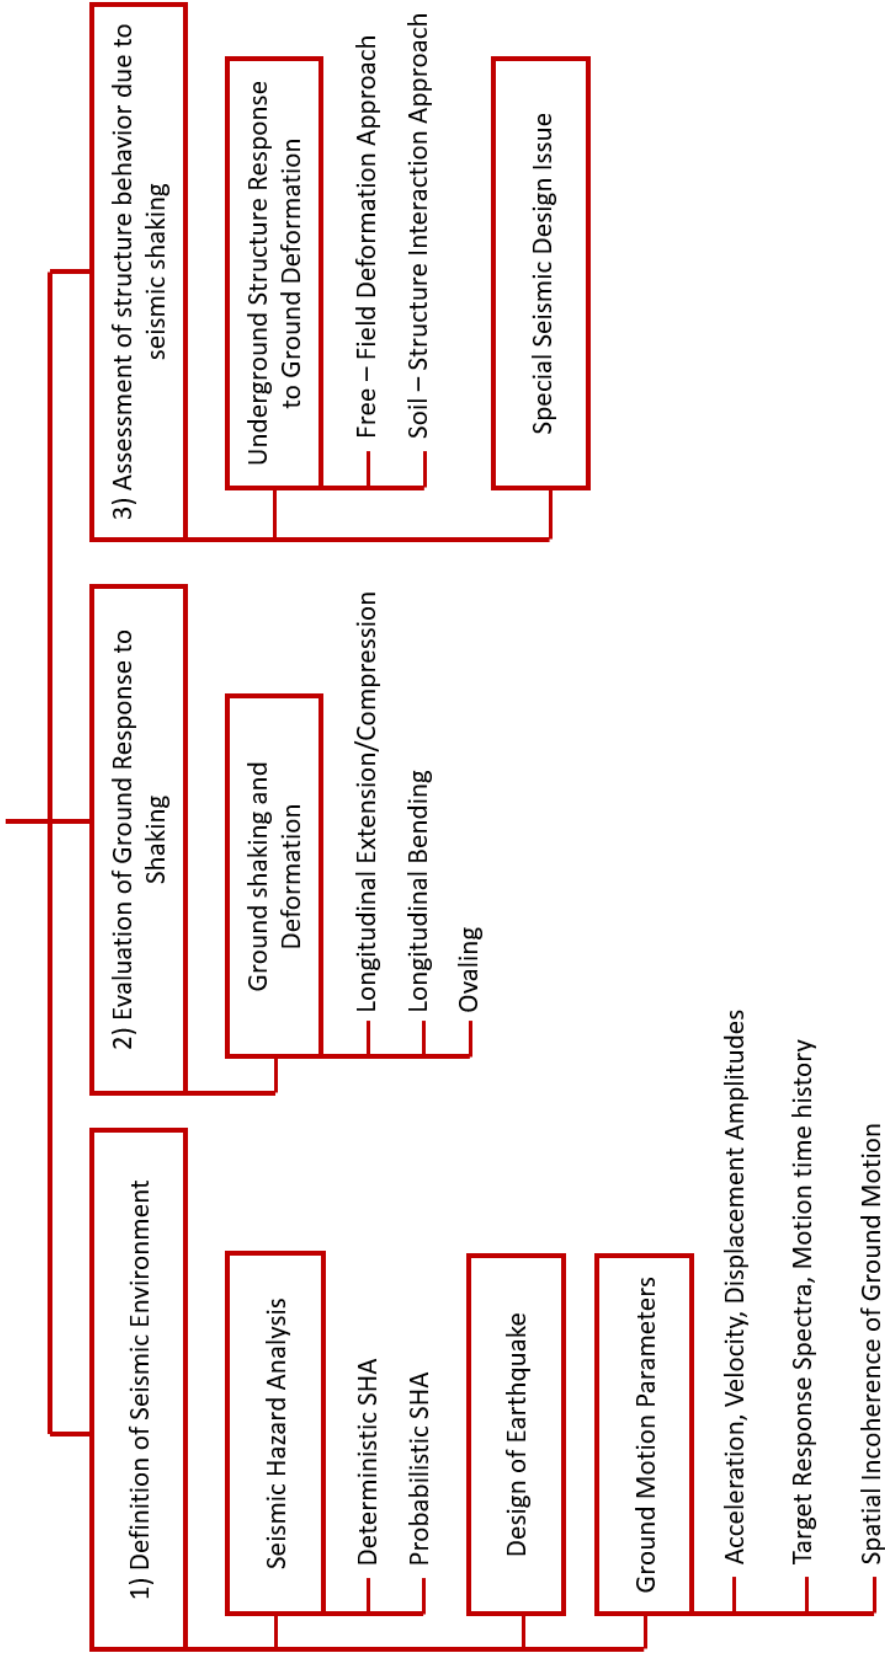 1) Definition of Seismic Environment
Seismic Hazard Analysis
Deterministic SHA
Probabilistic SHA
Design of Earthquake
Ground Motion Parameters
Acceleration, Velocity, Displacement Amplitudes
Target Response Spectra, Motion time history
Spatial Incoherence of Ground Motion
2) Evaluation of Ground Response to
Shaking
Ground shaking and
Deformation
Longitudinal Extension/Compression
Longitudinal Bending
Ovaling
3) Assessment of structure behavior due to
seismic shaking
Underground Structure Response
to Ground Deformation
Free – Field Deformation Approach
Soil – Structure Interaction Approach
Special Seismic Design Issue